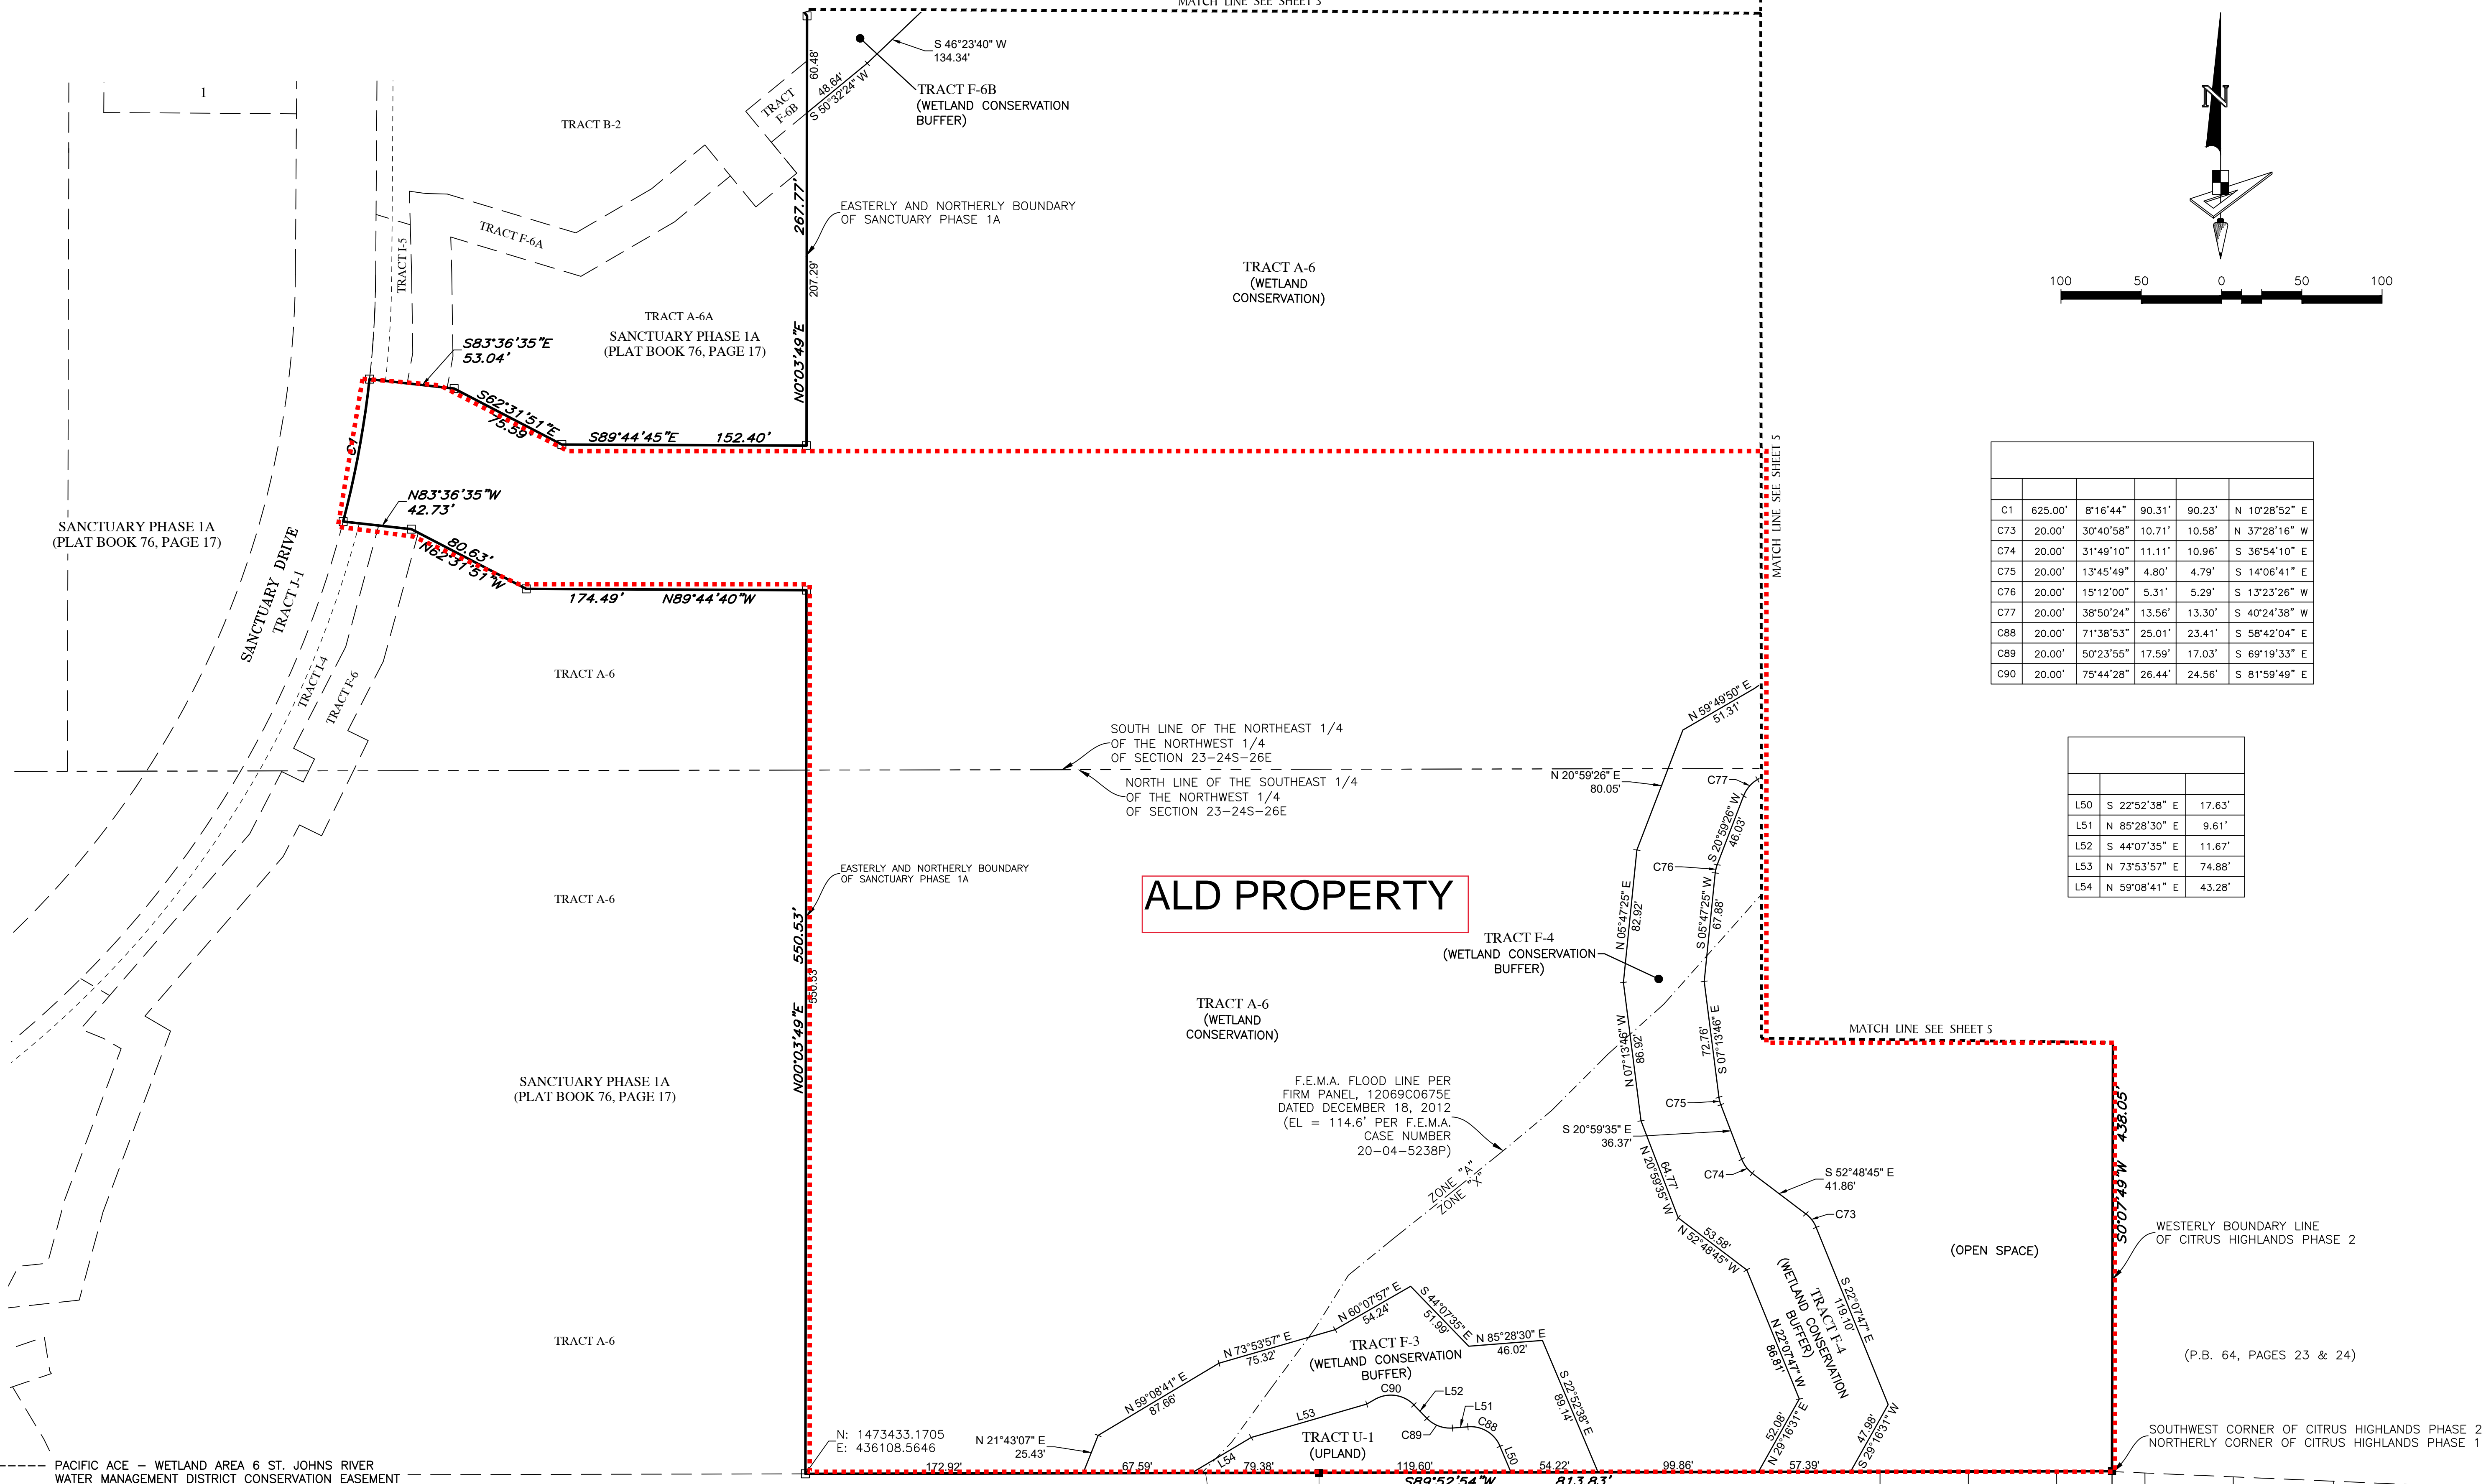 MATCH LINE SEE SHEET 3
S 46°23'40" W
134.34'
60.48'
TRACT F-6B
(WETLAND CONSERVATION
BUFFER)
TRACT
F-6B
48.64'
S 50°32'24" W
1
TRACT B-2
N
100 50 0 50 100
267.77'
EASTERLY AND NORTHERLY BOUNDARY
OF SANCTUARY PHASE 1A
207.29'
N0°03'49"E
TRACT F-6A
TRACT I-5
TRACT A-6
(WETLAND
CONSERVATION)
TRACT A-6A
SANCTUARY PHASE 1A
(PLAT BOOK 76, PAGE 17)
S83°36'35"E
53.04'
S62°31'51"E
75.59'
S89°44'45"E 152.40'
C1
N83°36'35"W
42.73'
80.63'
N62°31'51"W
174.49' N89°44'40"W
SANCTUARY PHASE 1A
(PLAT BOOK 76, PAGE 17)
SANCTUARY DRIVE
TRACT J-1
TRACT I-4
TRACT F-6
MATCH LINE SEE SHEET 5
C1 625.00' 8°16'44" 90.31' 90.23' N 10°28'52" E
C73 20.00' 30°40'58" 10.71' 10.58' N 37°28'16" W
C74 20.00' 31°49'10" 11.11' 10.96' S 36°54'10" E
C75 20.00' 13°45'49" 4.80' 4.79' S 14°06'41" E
C76 20.00' 15°12'00" 5.31' 5.29' S 13°23'26" W
C77 20.00' 38°50'24" 13.56' 13.30' S 40°24'38" W
C88 20.00' 71°38'53" 25.01' 23.41' S 58°42'04" E
C89 20.00' 50°23'55" 17.59' 17.03' S 69°19'33" E
C90 20.00' 75°44'28" 26.44' 24.56' S 81°59'49" E
L50 S 22°52'38" E 17.63'
L51 N 85°28'30" E 9.61'
L52 S 44°07'35" E 11.67'
L53 N 73°53'57" E 74.88'
L54 N 59°08'41" E 43.28'
TRACT A-6
SOUTH LINE OF THE NORTHEAST 1/4
OF THE NORTHWEST 1/4
OF SECTION 23-24S-26E
NORTH LINE OF THE SOUTHEAST 1/4
OF THE NORTHWEST 1/4
OF SECTION 23-24S-26E
N 59°49'50" E
51.31'
N 20°59'26" E
80.05'
C77
S 20°59'26" W
46.03'
C76
EASTERLY AND NORTHERLY BOUNDARY
OF SANCTUARY PHASE 1A
TRACT A-6
ALD PROPERTY
N 05°47'25" E
82.92'
S 05°47'25" W
67.88'
TRACT F-4
(WETLAND CONSERVATION
BUFFER)
N00°03'49"E 550.53'
550.53
TRACT A-6
(WETLAND
CONSERVATION)
N 07°13'46" W
86.92'
72.76'
S 07°13'46" E
MATCH LINE SEE SHEET 5
SANCTUARY PHASE 1A
(PLAT BOOK 76, PAGE 17)
F.E.M.A. FLOOD LINE PER
FIRM PANEL, 12069C0675E
DATED DECEMBER 18, 2012
(EL = 114.6' PER F.E.M.A.
CASE NUMBER
20-04-5238P)
C75
S 20°59'35" E
36.37'
64.77'
N 20°59'35" W
C74
S 52°48'45" E
41.86'
C73
S0°07'49"W 438.05'
ZONE "A"
ZONE "X"
53.58'
N 52°48'45" W
WESTERLY BOUNDARY LINE
OF CITRUS HIGHLANDS PHASE 2
(OPEN SPACE)
S 22°07'47" E
119.10'
TRACT F-4
(WETLAND CONSERVATION
BUFFER)
N 22°07'47" W
86.81'
(P.B. 64, PAGES 23 & 24)
TRACT A-6
N 60°07'57" E
54.24'
S 44°07'35" E
51.99'
N 73°53'57" E
75.32'
TRACT F-3
(WETLAND CONSERVATION
BUFFER)
N 85°28'30" E
46.02'
N 59°08'41" E
87.66'
S 22°52'38" E
89.14'
C90
L52
L51
C88
L53
C89
TRACT U-1
(UPLAND)
L50
L54
52.08'
N 29°16'31" E
47.98'
S 29°16'31" W
SOUTHWEST CORNER OF CITRUS HIGHLANDS PHASE 2
NORTHERLY CORNER OF CITRUS HIGHLANDS PHASE 1
N: 1473433.1705
E: 436108.5646
N 21°43'07" E
25.43'
PACIFIC ACE – WETLAND AREA 6 ST. JOHNS RIVER
WATER MANAGEMENT DISTRICT CONSERVATION EASEMENT
172.92' 67.59' 79.38' 119.60' 54.22' 99.86' 57.39'
S89°52'54"W 813.83'